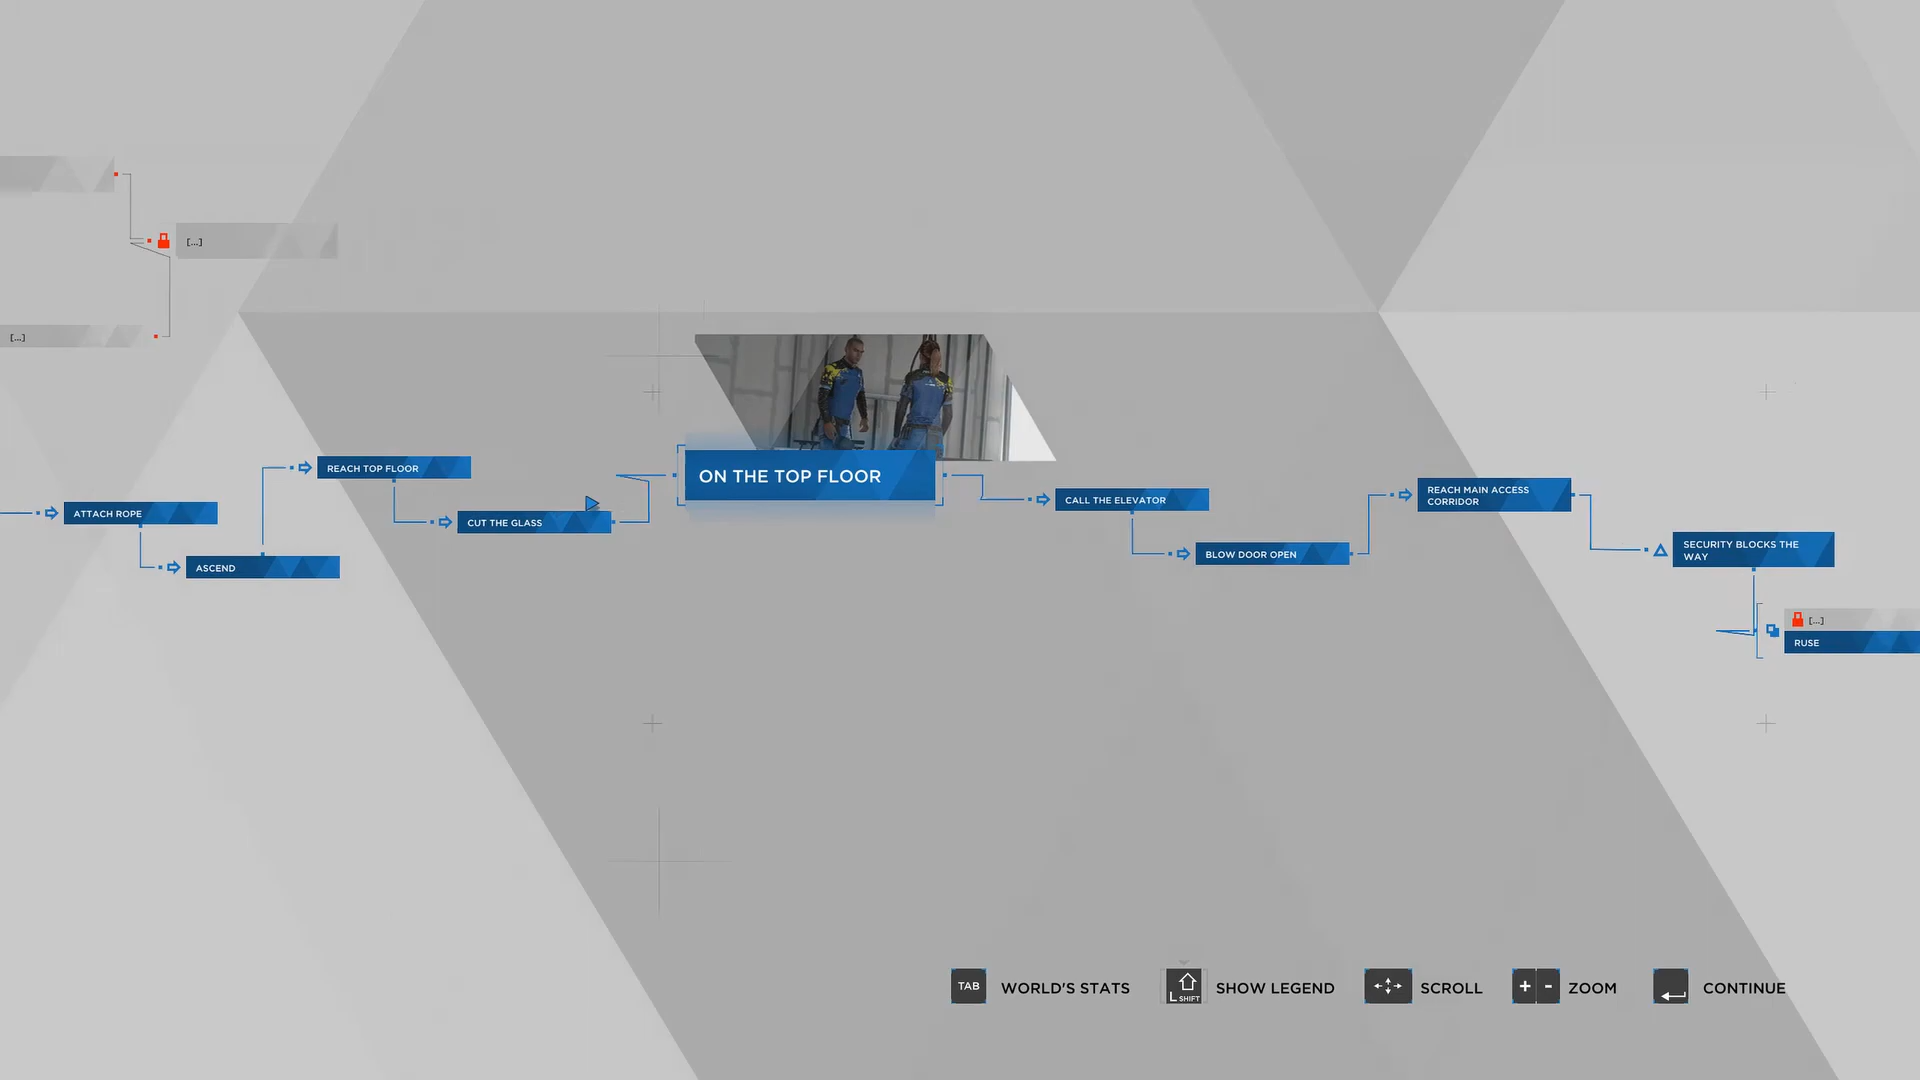 [...]
[...]
REACH TOP FLOOR
ATTACH ROPE
CUT THE GLASS
ASCEND
ON THE TOP FLOOR
CALL THE ELEVATOR
BLOW DOOR OPEN
REACH MAIN ACCESS
CORRIDOR
SECURITY BLOCKS THE
WAY
[...]
RUSE
TAB WORLD'S STATS
L SHIFT SHOW LEGEND
SCROLL
+ - ZOOM
CONTINUE